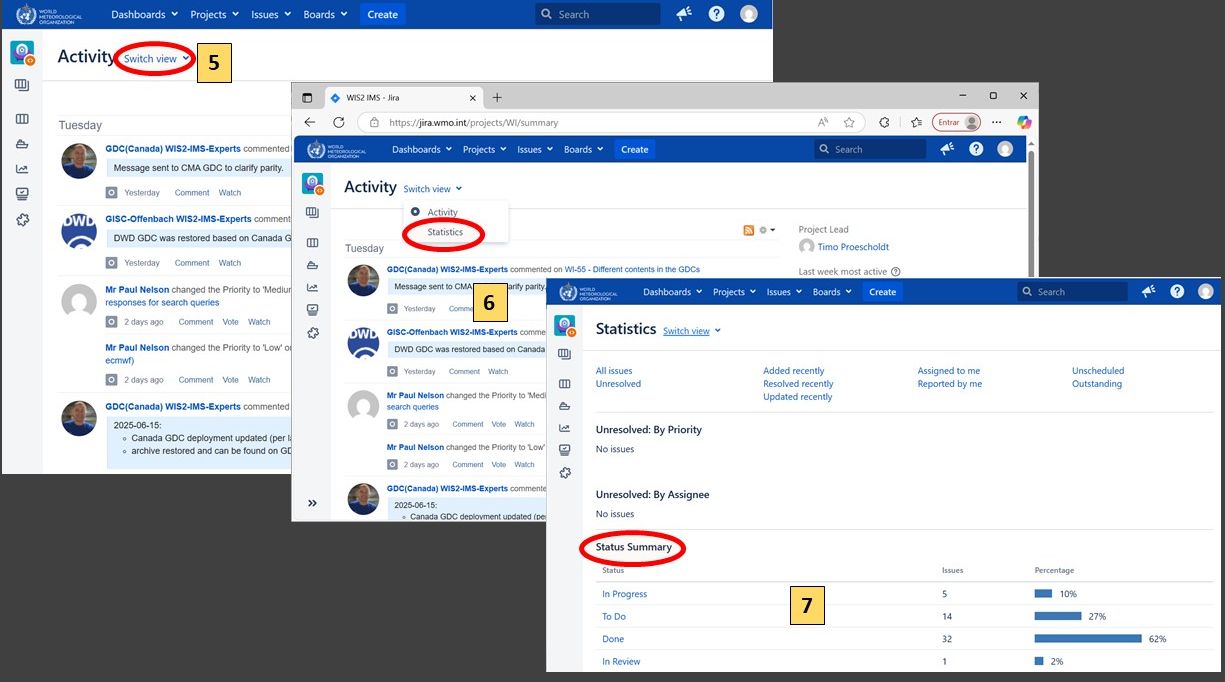 WORLD METEOROLOGICAL ORGANIZATION
Dashboards Projects Issues Boards Create Search
Activity Switch view
5
Tuesday
GDC(Canada) WIS2-IMS-Experts commented
Message sent to CMA GDC to clarify parity.
Yesterday Comment Watch
DWD
GISC-Offenbach WIS2-IMS-Experts comment
DWD GDC was restored based on Canada G
Yesterday Comment Watch
Mr Paul Nelson changed the Priority to 'Medium
responses for search queries
2 days ago Comment Vote Watch
Mr Paul Nelson changed the Priority to 'Low' on
ecmwf)
2 days ago Comment Vote Watch
GDC(Canada) WIS2-IMS-Experts commented
2025-06-15:
Canada GDC deployment updated (per la
archive restored and can be found on GD
WIS2 IMS - Jira
https://jira.wmo.int/projects/WI/summary
Entrar
WORLD METEOROLOGICAL ORGANIZATION
Dashboards Projects Issues Boards Create Search
Activity Switch view
Activity
Statistics
Tuesday
GDC(Canada) WIS2-IMS-Experts commented on WI-55 - Different contents in the GDCs
Message sent to CMA GDC to clarify parity.
Yesterday Comme
6
DWD
GISC-Offenbach WIS2-IMS-Experts comme
DWD GDC was restored based on Canada
Yesterday Comment Watch
Mr Paul Nelson changed the Priority to 'Medi
search queries
2 days ago Comment Vote Watch
Mr Paul Nelson changed the Priority to 'Low'
2 days ago Comment Vote Watch
GDC(Canada) WIS2-IMS-Experts commente
2025-06-15:
Canada GDC deployment updated (pe
Project Lead
Timo Proescholdt
Last week most active
WORLD METEOROLOGICAL ORGANIZATION
Dashboards Projects Issues Boards Create Search
Statistics Switch view
All issues Added recently Assigned to me Unscheduled
Unresolved Resolved recently Reported by me Outstanding
Updated recently
Unresolved: By Priority
No issues
Unresolved: By Assignee
No issues
Status Summary
Status Issues Percentage
7
In Progress 5 10%
To Do 14 27%
Done 32 62%
In Review 1 2%